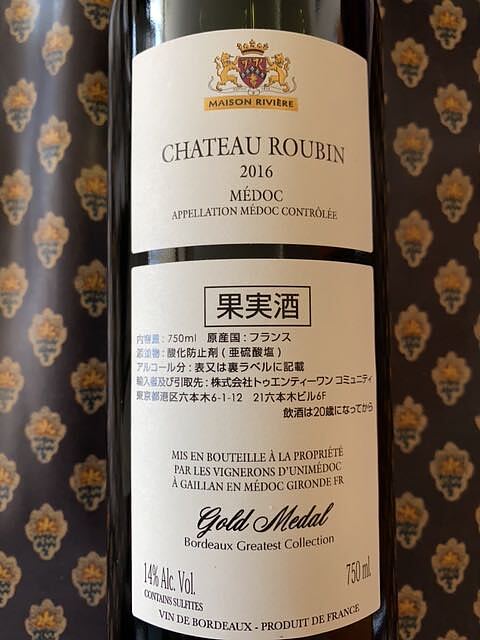 MAISON RIVIÈRE
CHATEAU ROUBIN
2016
MÉDOC
APPELLATION MÉDOC CONTRÔLÉE
果実酒
内容量：750ml 原産国：フランス
添加物：酸化防止剤(亜硫酸塩)
アルコール分：表又は裏ラベルに記載
輸入者及び引取先：株式会社トゥエンティーワン コミュニティ
東京都港区六本木6-1-12 21六本木ビル6F
飲酒は20歳になってから
MIS EN BOUTEILLE À LA PROPRIÉTÉ
PAR LES VIGNERONS D'UNIMÉDOC
À GAILLAN EN MÉDOC GIRONDE FR
Gold Medal
Bordeaux Greatest Collection
14% Alc. Vol.
750 ml.
CONTAINS SULFITES
VIN DE BORDEAUX - PRODUIT DE FRANCE